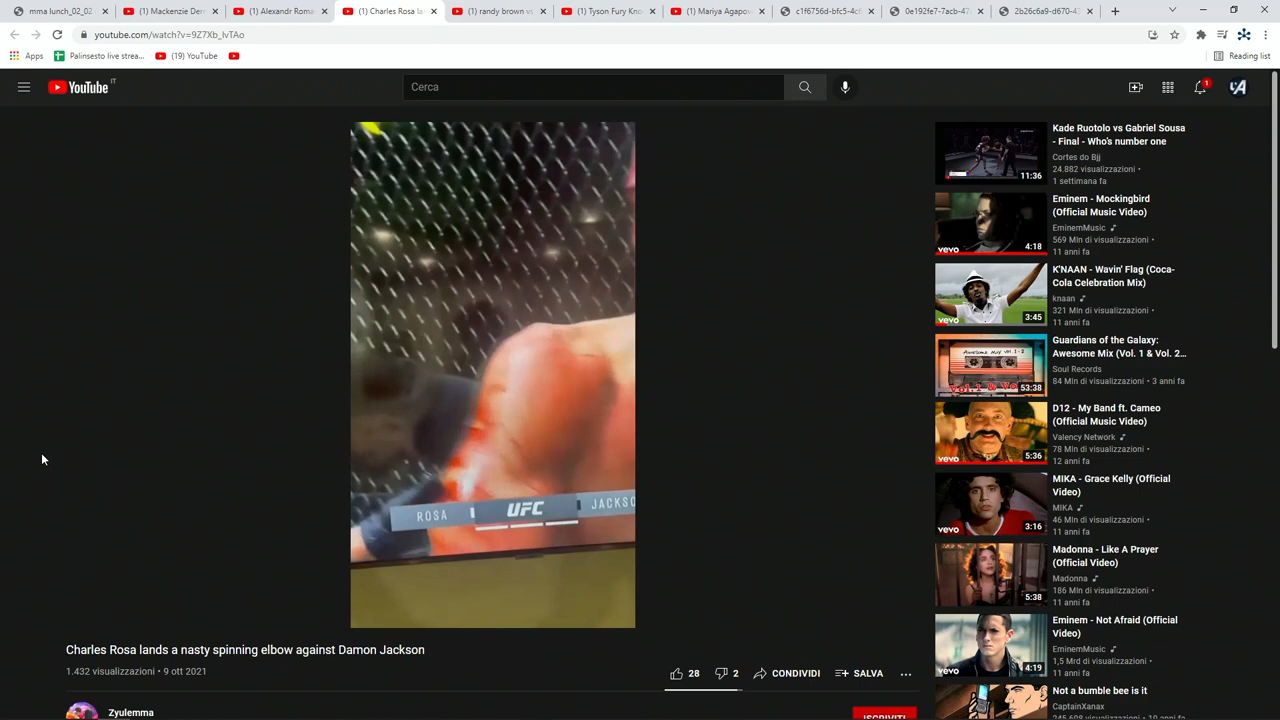 mma lunch_02_02
(1) Mackenzie Der
(1) Alexandr Roma
(1) Charles Rosa la
(1) randy brown vs
(1) Tyson Fury Kno
(1) Mariya Agapov
c1f6756d-bfc5-4c6
0e192fe7-7acb-47
2b26c6a9-d670-43
youtube.com/watch?v=9Z7Xb_lvTAo
Apps
Palinsesto live strea...
(19) YouTube
Reading list
YouTube IT
Cerca
1
ROSA UFC JACKSO
Charles Rosa lands a nasty spinning elbow against Damon Jackson
1.432 visualizzazioni • 9 ott 2021
28
2
CONDIVIDI
SALVA
Zyulemma
ISCRIVITI
Kade Ruotolo vs Gabriel Sousa
- Final - Who's number one
Cortes do Bjj
24.882 visualizzazioni •
1 settimana fa
11:36
Eminem - Mockingbird
(Official Music Video)
EminemMusic
569 Mln di visualizzazioni •
11 anni fa
vevo
4:18
K'NAAN - Wavin' Flag (Coca-
Cola Celebration Mix)
knaan
321 Mln di visualizzazioni •
11 anni fa
vevo
3:45
Guardians of the Galaxy:
Awesome Mix (Vol. 1 & Vol. 2...
Soul Records
84 Mln di visualizzazioni • 3 anni fa
53:38
D12 - My Band ft. Cameo
(Official Music Video)
Valency Network
78 Mln di visualizzazioni •
12 anni fa
vevo
5:36
MIKA - Grace Kelly (Official
Video)
MIKA
46 Mln di visualizzazioni •
11 anni fa
vevo
3:16
Madonna - Like A Prayer
(Official Video)
Madonna
186 Mln di visualizzazioni •
11 anni fa
5:38
Eminem - Not Afraid (Official
Video)
EminemMusic
1,5 Mrd di visualizzazioni •
11 anni fa
vevo
4:19
Not a bumble bee is it
CaptainXanax